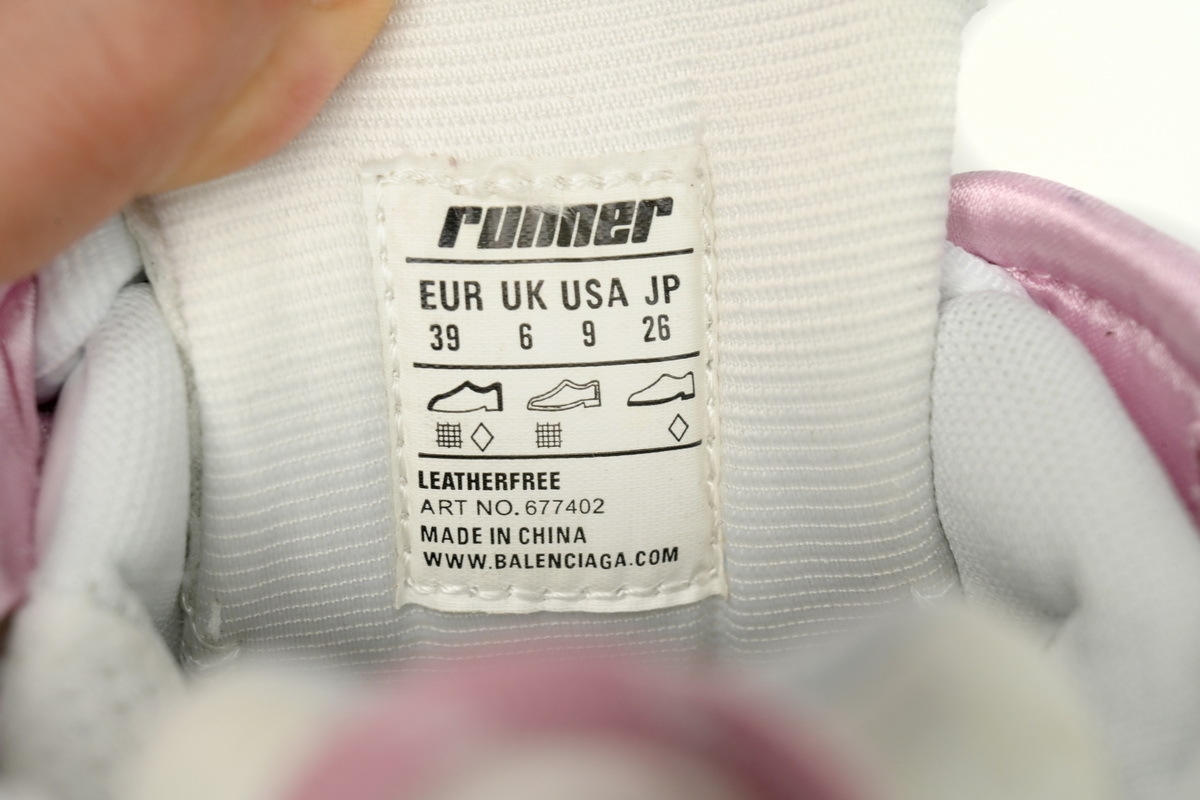 runner
EUR UK USA JP
39 6 9 26
LEATHERFREE
ART NO. 677402
MADE IN CHINA
WWW.BALENCIAGA.COM